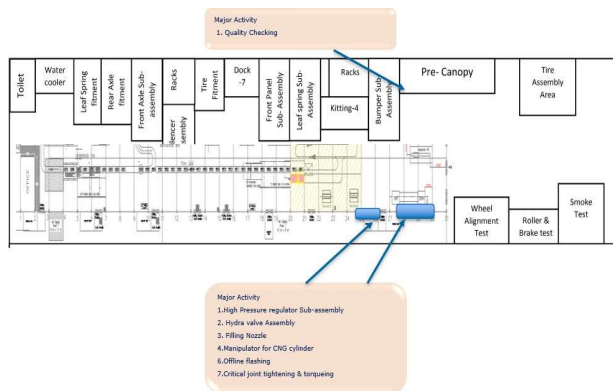 Major Activity
1. Quality Checking
Toilet
Water
cooler
Leaf Spring
fitment
Rear Axle
fitment
Front Axle Sub-
assembly
Racks
lencer
sembly
Tire
Fitment
Dock
-7
Front Panel
Sub- Assembly
Leaf spring Sub-
Assembly
Racks
Kitting-4
Bumper Sub
Assembly
Pre- Canopy
Tire
Assembly
Area
OFFICE
Wheel
Alignment
Test
Roller &
Brake test
Smoke
Test
Major Activity
1.High Pressure regulator Sub-assembly
2. Hydra valve Assembly
3. Filling Nozzle
4.Manipulator for CNG cylinder
6.Offline flashing
7.Critical joint tightening & torqueing